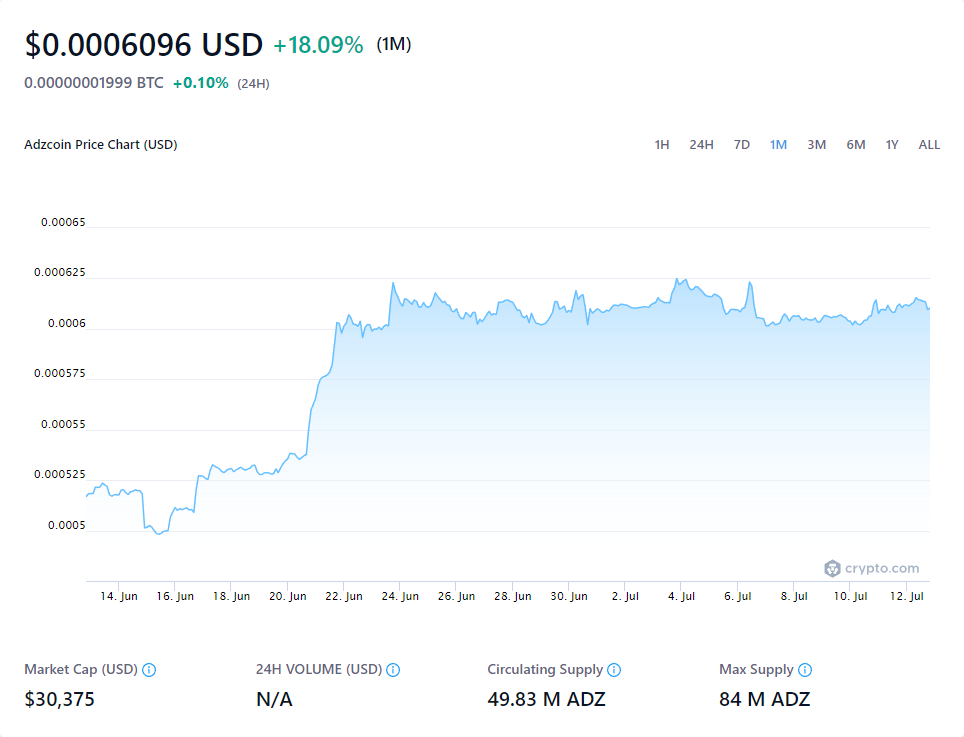 $0.0006096 USD +18.09% (1M)
0.00000001999 BTC +0.10% (24H)
Adzcoin Price Chart (USD) 1H 24H 7D 1M 3M 6M 1Y ALL
0.00065
0.000625
0.0006
0.000575
0.00055
0.000525
0.0005
crypto.com
14. Jun 16. Jun 18. Jun 20. Jun 22. Jun 24. Jun 26. Jun 28. Jun 30. Jun 2. Jul 4. Jul 6. Jul 8. Jul 10. Jul 12. Jul
Market Cap (USD) 24H VOLUME (USD) Circulating Supply Max Supply
$30,375 N/A 49.83 M ADZ 84 M ADZ